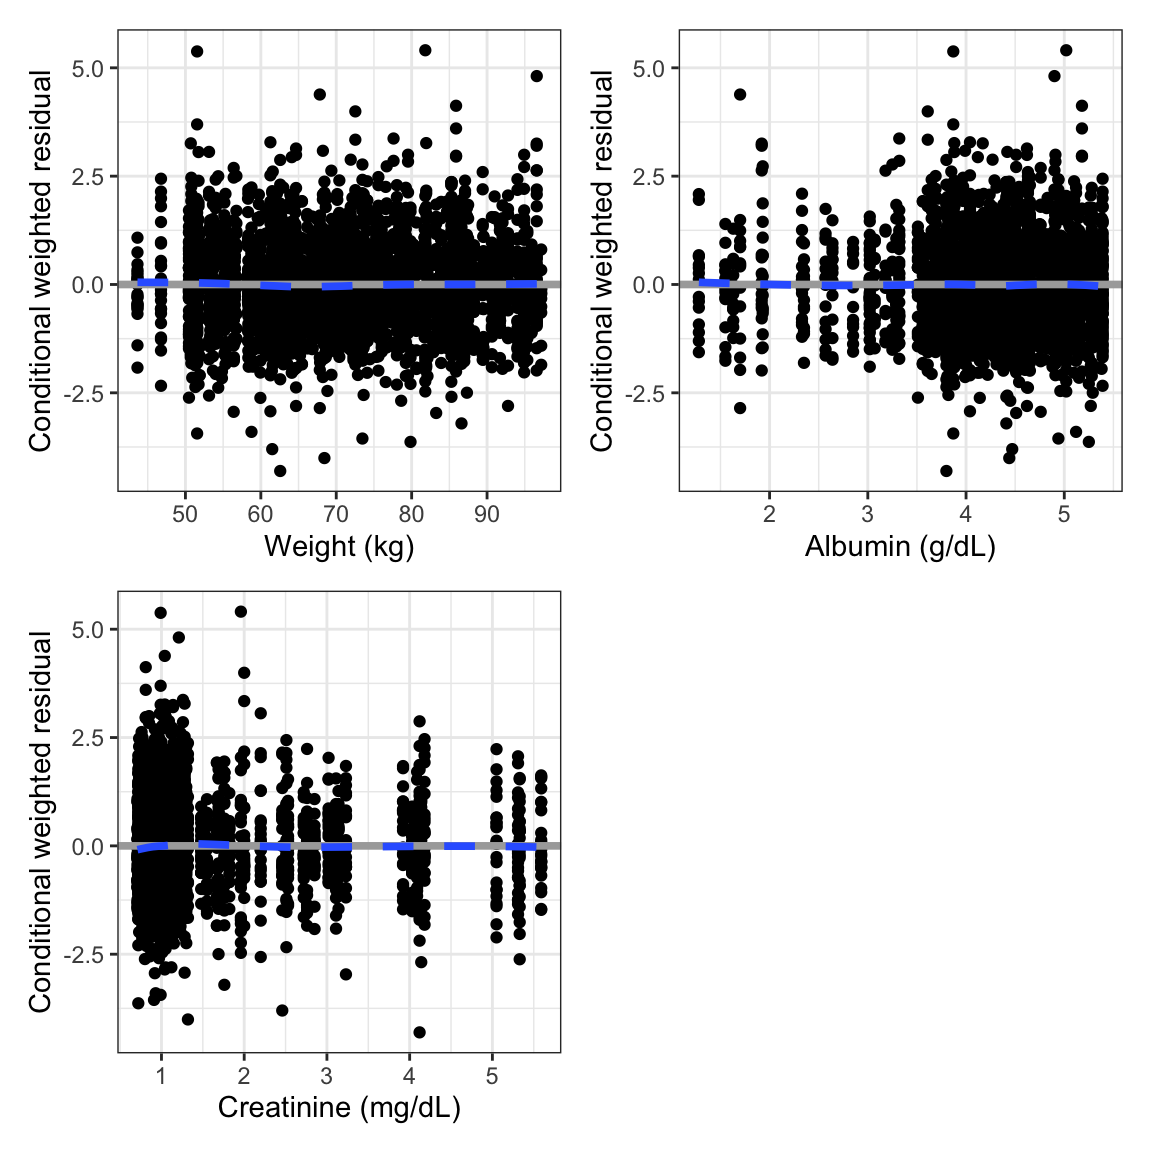 Conditional weighted residual
5.0
2.5
0.0
-2.5
50 60 70 80 90
Weight (kg)
Conditional weighted residual
5.0
2.5
0.0
-2.5
2 3 4 5
Albumin (g/dL)
Conditional weighted residual
5.0
2.5
0.0
-2.5
1 2 3 4 5
Creatinine (mg/dL)